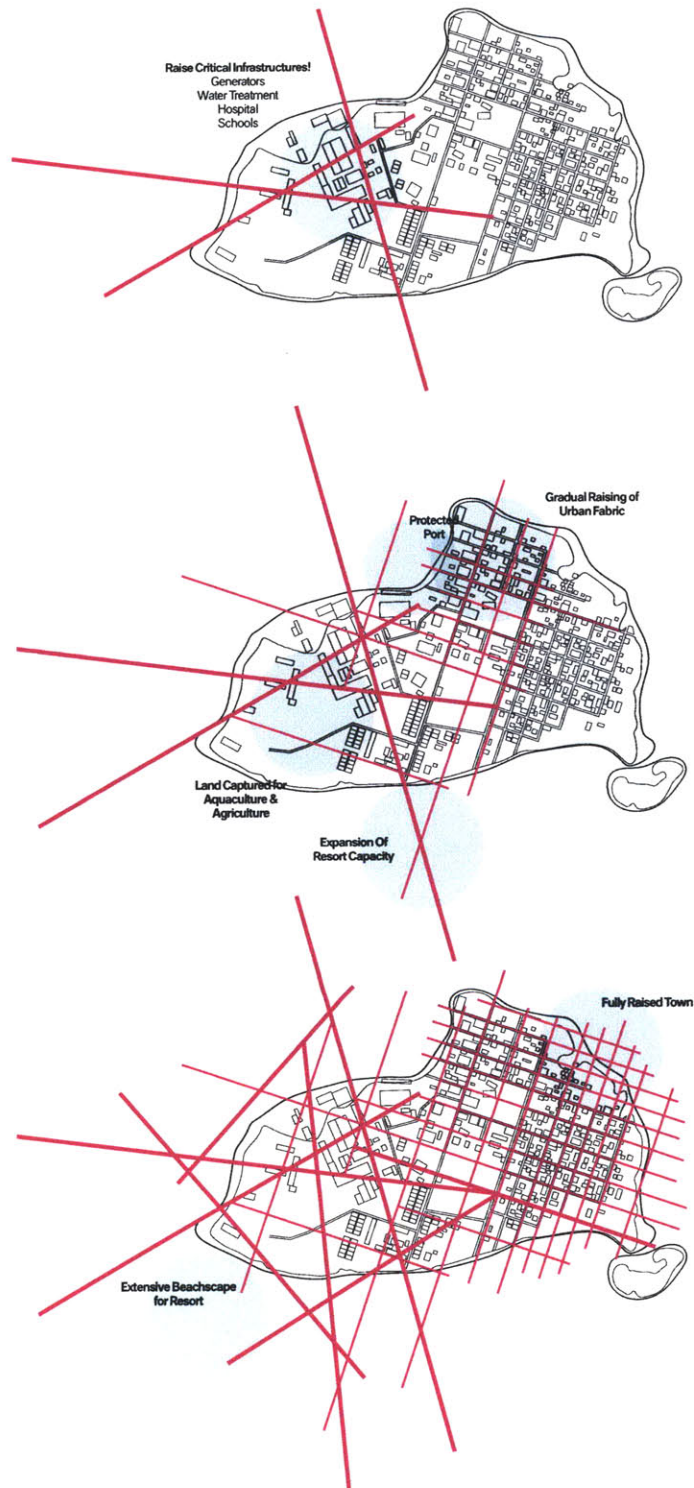 Raise Critical Infrastructures!
Generators
Water Treatment
Hospital
Schools
Protected
Port
Gradual Raising of
Urban Fabric
Land Captured for
Aquaculture &
Agriculture
Expansion Of
Resort Capacity
Fully Raised Town
Extensive Beachscape
for Resort